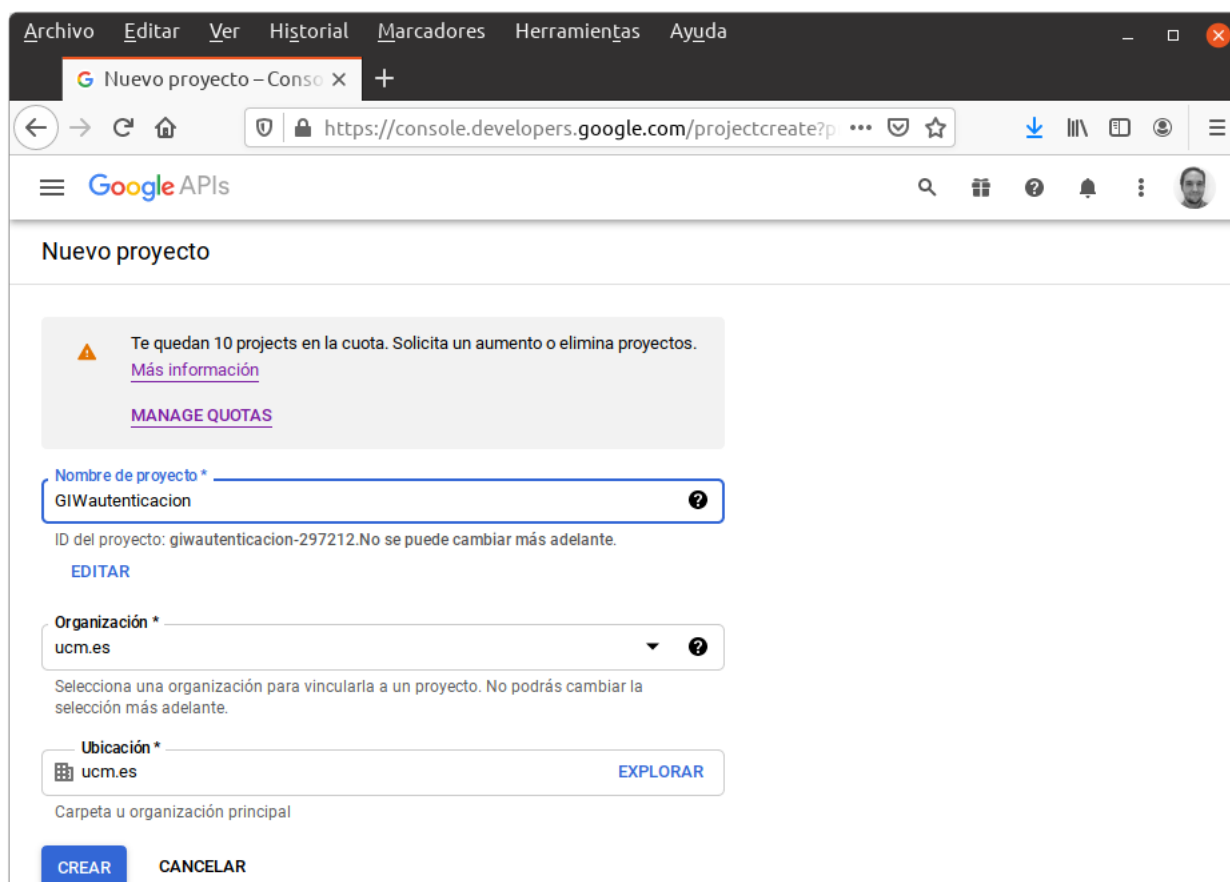 Archivo Editar Ver Historial Marcadores Herramientas Ayuda
Nuevo proyecto – Conso
https://console.developers.google.com/projectcreate?p
Google APIs
Nuevo proyecto
Te quedan 10 projects en la cuota. Solicita un aumento o elimina proyectos.
Más información
MANAGE QUOTAS
Nombre de proyecto *
GIWautenticacion
ID del proyecto: giwautenticacion-297212.No se puede cambiar más adelante.
EDITAR
Organización *
ucm.es
Selecciona una organización para vincularla a un proyecto. No podrás cambiar la
selección más adelante.
Ubicación *
ucm.es EXPLORAR
Carpeta u organización principal
CREAR CANCELAR